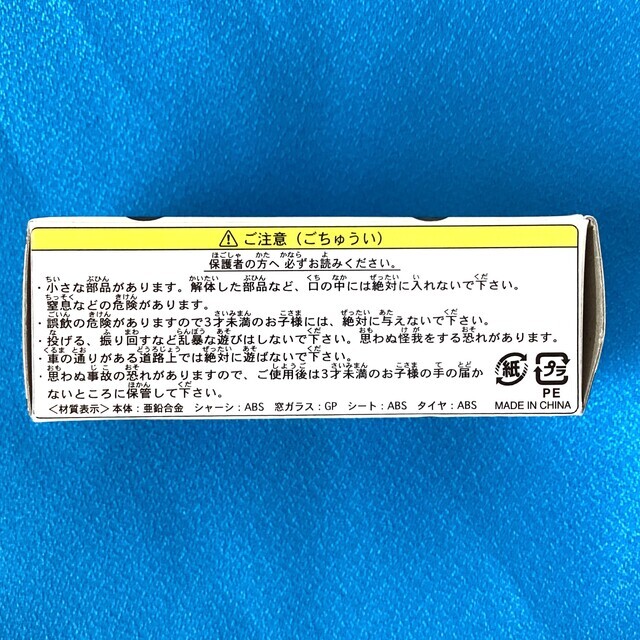 ⚠ ご注意（ごちゅうい）
保護者の方へ必ずお読みください。
・小さな部品があります。解体した部品など、口の中には絶対に入れないで下さい。
窒息などの危険があります。
・誤飲の危険がありますので3才未満のお子様には、絶対に与えないで下さい。
・投げる、振り回すなど乱暴な遊びはしないで下さい。思わぬ怪我をする恐れがあります。
・車の通りがある道路上では絶対に遊ばないで下さい。
・思わぬ事故の恐れがありますので、ご使用後は3才未満のお子様の手の届か
ないところに保管して下さい。
＜材質表示＞本体：亜鉛合金 シャーシ：ABS 窓ガラス：GP シート：ABS タイヤ：ABS
紙
プラ
PE
MADE IN CHINA